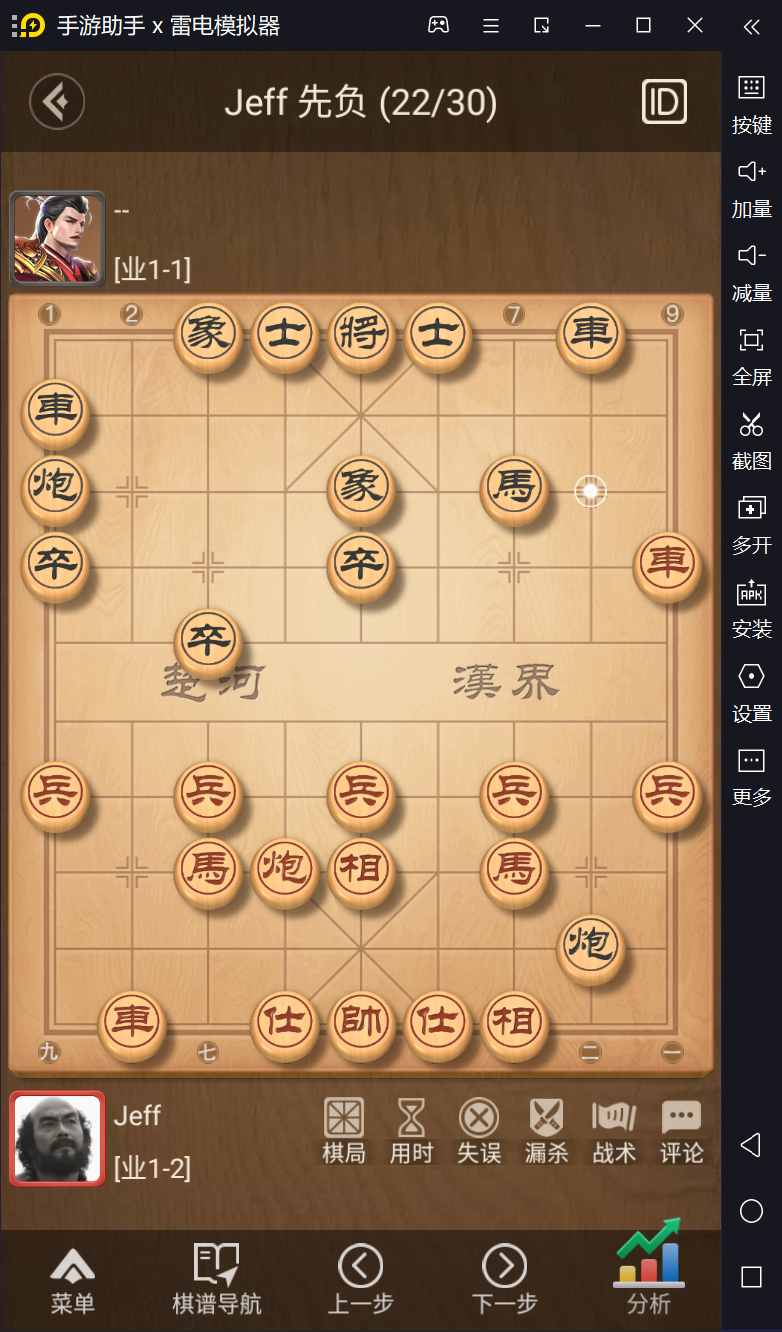 手游助手 x 雷电模拟器
Jeff 先负 (22/30)
ID
按键
加量
减量
全屏
截图
多开
APK
安装
设置
更多
--
[业1-1]
1 2 7 9
象 士 將 士 車
車
炮 象 馬
卒 卒 車
卒
楚河 漢界
兵 兵 兵 兵 兵
馬 炮 相 馬
炮
車 仕 帥 仕 相
九 七 二 一
Jeff
[业1-2]
棋局 用时 失误 漏杀 战术 评论
菜单 棋谱导航 上一步 下一步 分析